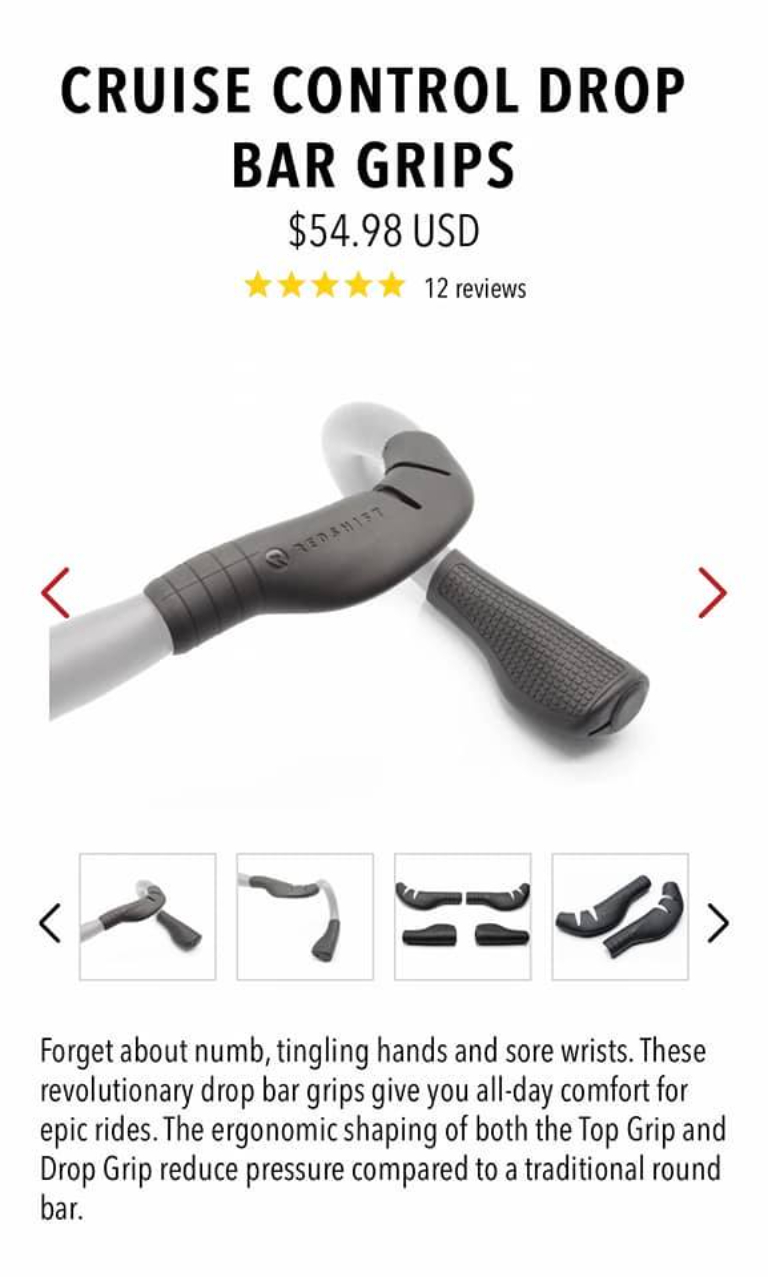 CRUISE CONTROL DROP
BAR GRIPS
$54.98 USD
12 reviews
REDSHIFT
Forget about numb, tingling hands and sore wrists. These
revolutionary drop bar grips give you all-day comfort for
epic rides. The ergonomic shaping of both the Top Grip and
Drop Grip reduce pressure compared to a traditional round
bar.